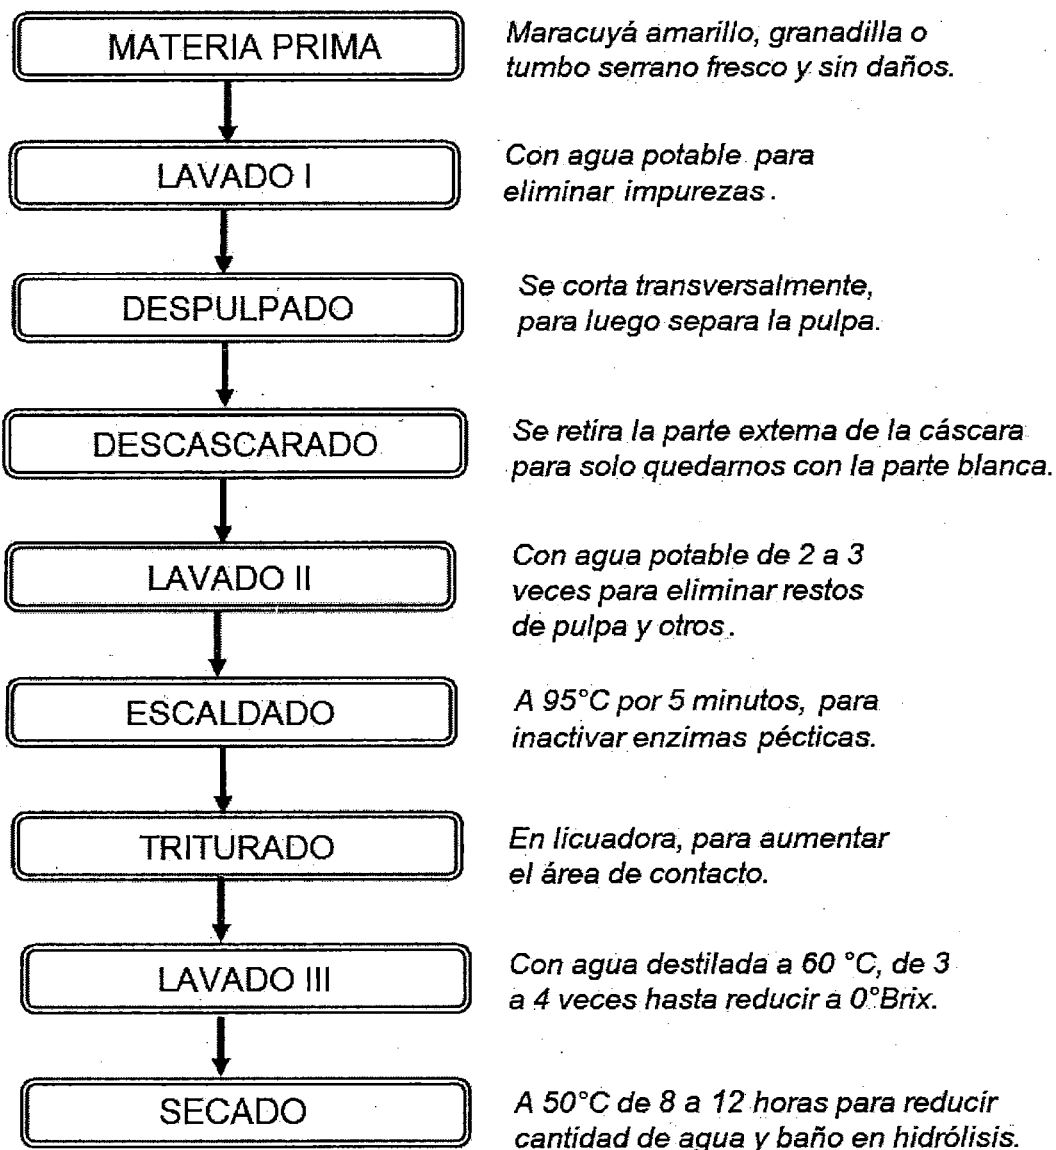 MATERIA PRIMA
Maracuyá amarillo, granadilla o
tumbo serrano fresco y sin daños.
LAVADO I
Con agua potable para
eliminar impurezas.
DESPULPADO
Se corta transversalmente,
para luego separa la pulpa.
DESCASCARADO
Se retira la parte externa de la cáscara
para solo quedarnos con la parte blanca.
LAVADO II
Con agua potable de 2 a 3
veces para eliminar restos
de pulpa y otros.
ESCALDADO
A 95°C por 5 minutos, para
inactivar enzimas pécticas.
TRITURADO
En licuadora, para aumentar
el área de contacto.
LAVADO III
Con agua destilada a 60 °C, de 3
a 4 veces hasta reducir a 0°Brix.
SECADO
A 50°C de 8 a 12 horas para reducir
cantidad de agua y baño en hidrólisis.